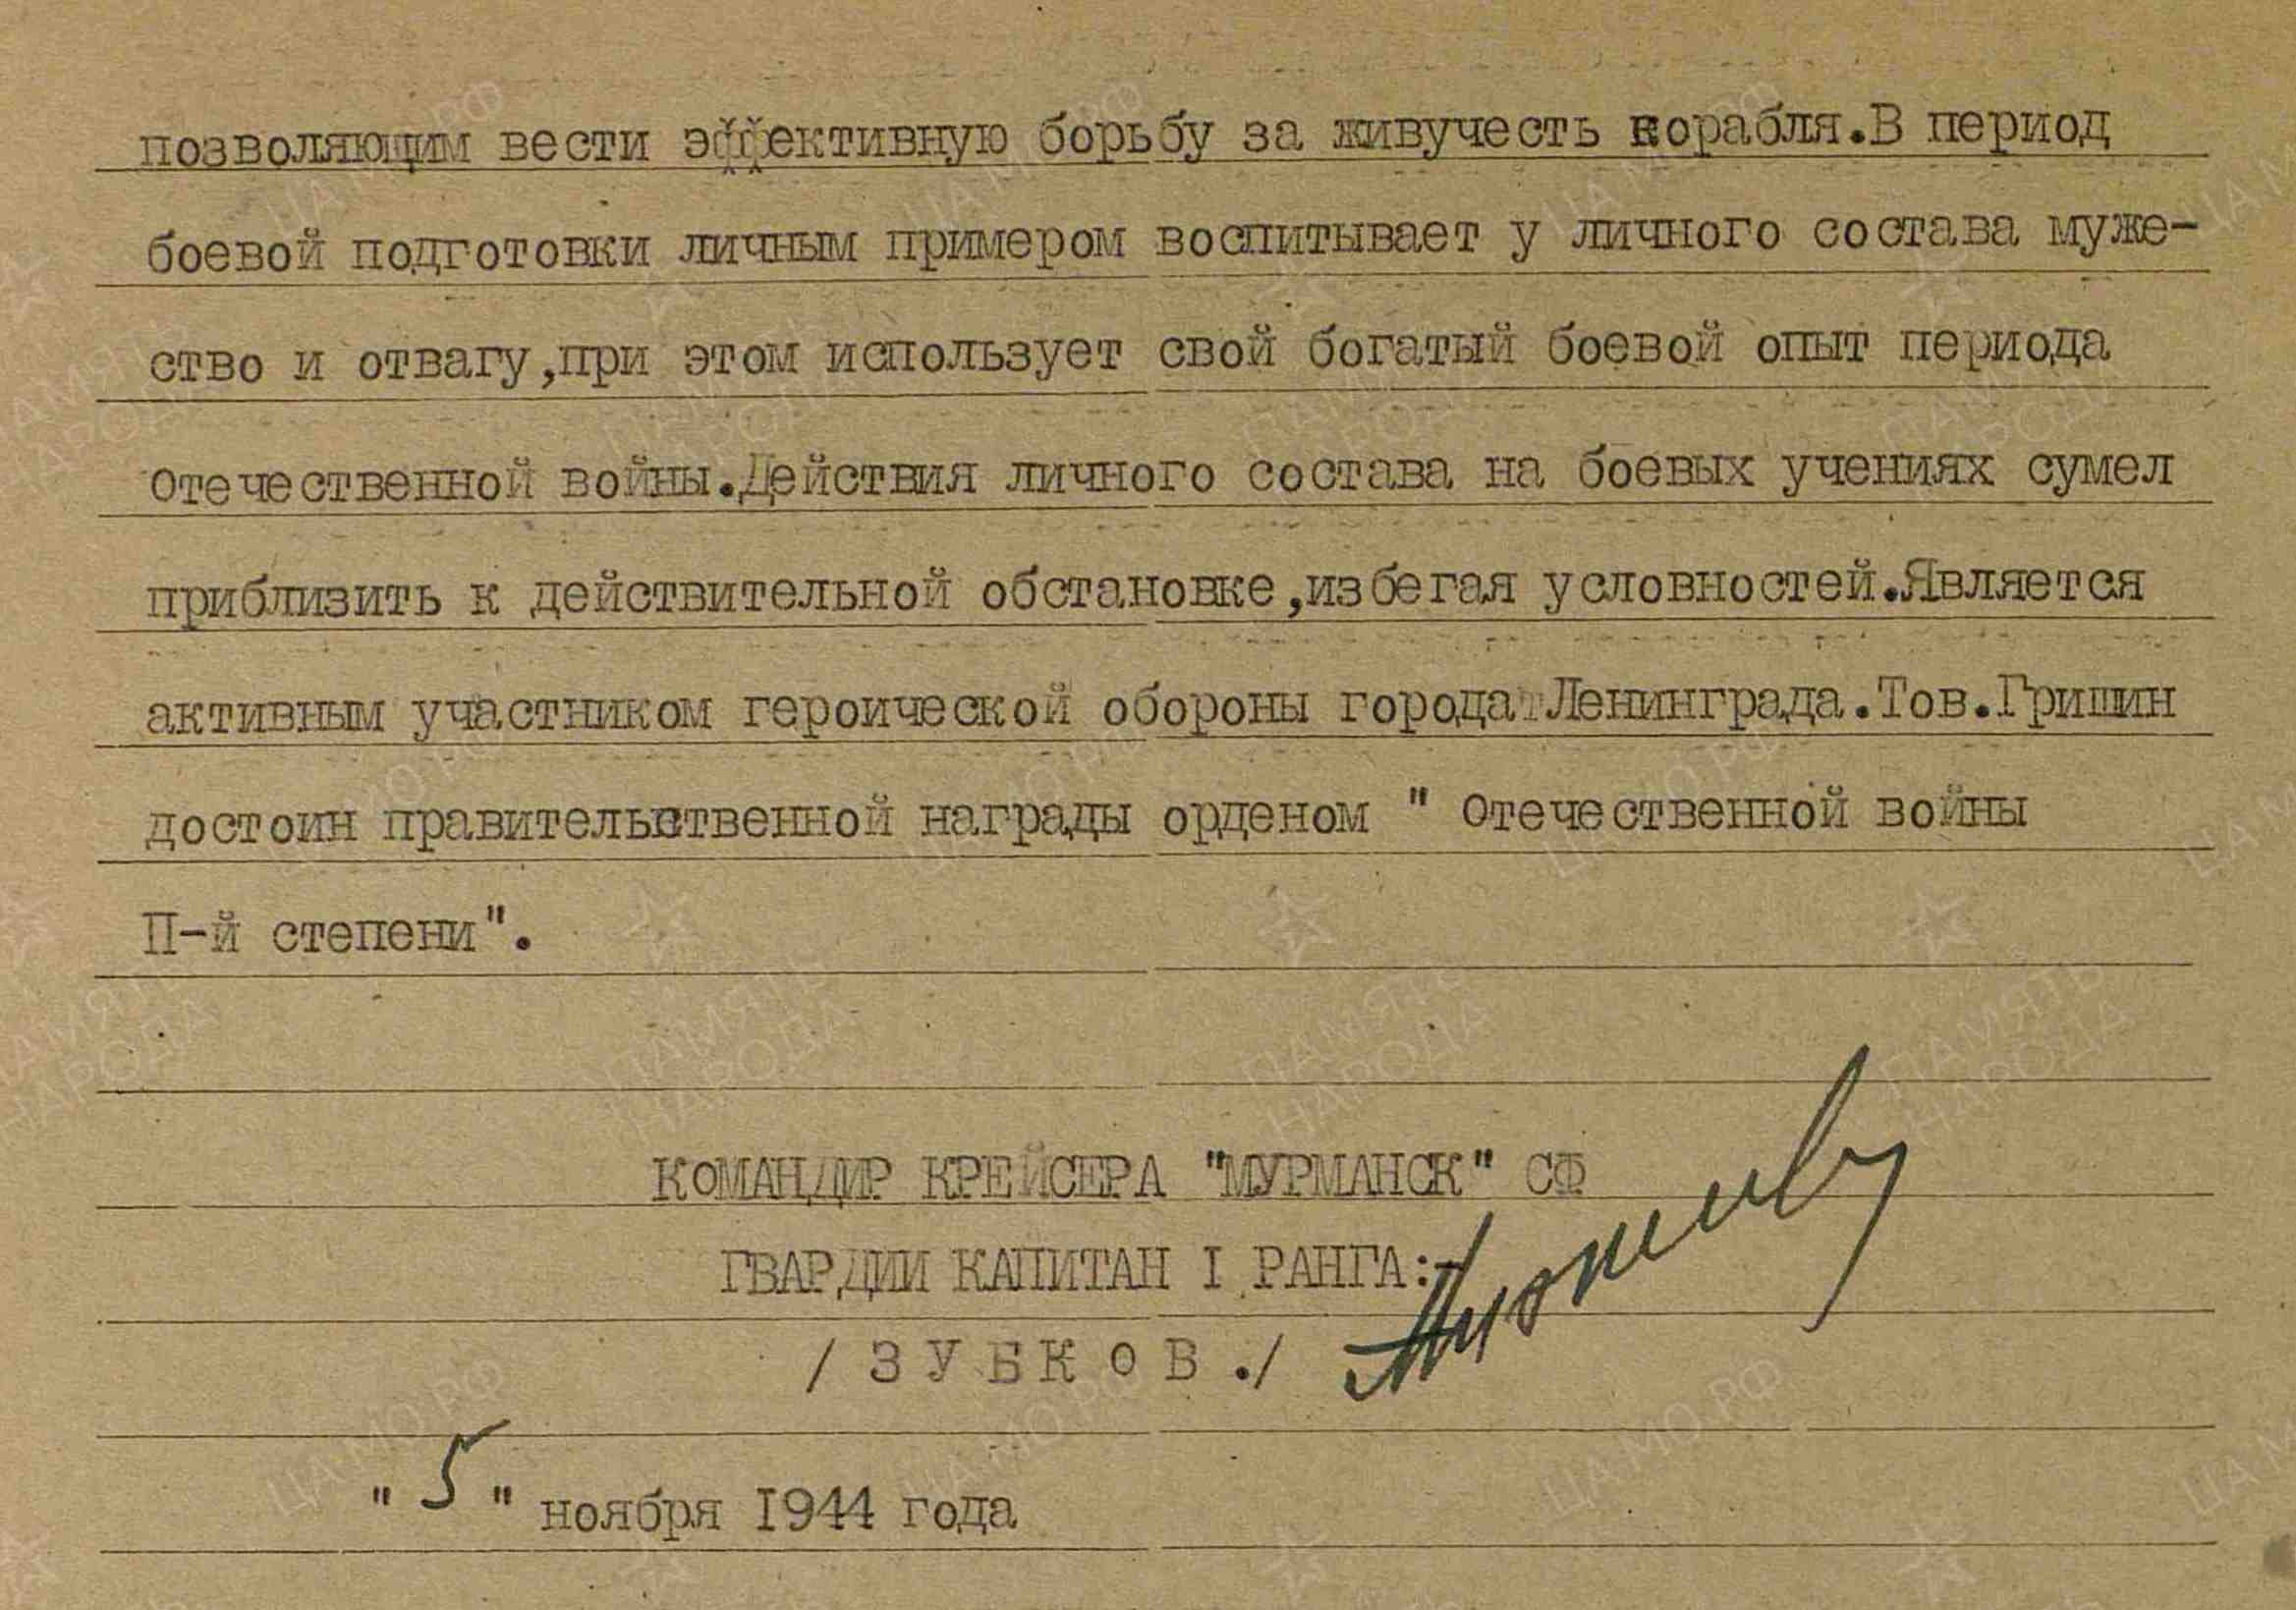 позволяющим вести эффективную борьбу за живучесть корабля.В период
боевой подготовки личным примером воспитывает у личного состава муже-
ство и отвагу,при этом использует свой богатый боевой опыт периода
отечественной войны.Действия личного состава на боевых учениях сумел
приблизить к действительной обстановке,избегая условностей.Является
активным участником героической обороны города Ленинграда.Тов.Гришин
достоин правительственной награды орденом " отечественной войны
П-й степени".
КОМАНДИР КРЕЙСЕРА "МУРМАНСК" СФ
ГВАРДИИ КАПИТАН I РАНГА:-
/ З У Б К О В ./
" 5 " ноября 1944 года